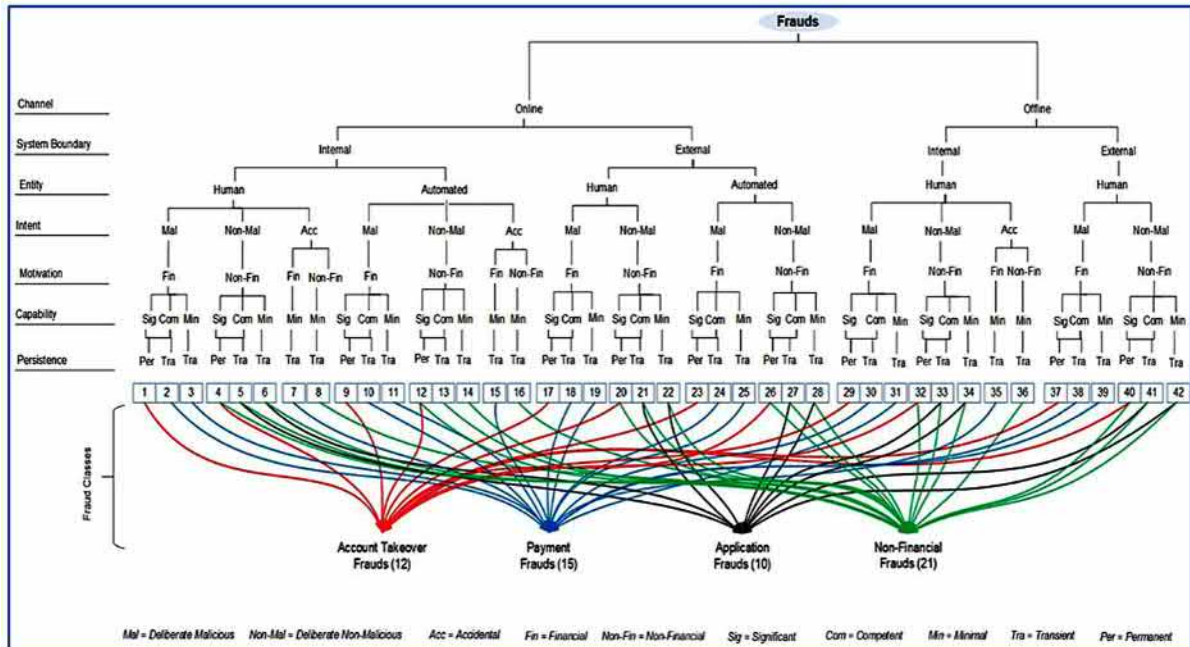 Frauds
Channel Online Offline
System Boundary Internal External Internal External
Entity Human Automated Human Automated Human Human
Intent Mal Non-Mal Acc Mal Non-Mal Acc Mal Non-Mal Mal Non-Mal Mal Non-Mal Acc Mal Non-Mal
Motivation Fin Non-Fin Fin Non-Fin Fin Non-Fin Fin Non-Fin Fin Non-Fin Fin Non-Fin Fin Non-Fin Fin Non-Fin Fin Non-Fin
Capability Sig Com Min Sig Com Min Min Min Sig Com Min Sig Com Min Min Min Sig Com Min Sig Com Min Sig Com Min Sig Com Min Sig Com Min Sig Com Min Min Min Sig Com Min Sig Com Min
Persistence Per Tra Tra Per Tra Tra Tra Tra Per Tra Tra Per Tra Tra Tra Tra Per Tra Tra Per Tra Tra Per Tra Tra Per Tra Tra Per Tra Tra Per Tra Tra Tra Tra Per Tra Tra Per Tra Tra
1 2 3 4 5 6 7 8 9 10 11 12 13 14 15 16 17 18 19 20 21 22 23 24 25 26 27 28 29 30 31 32 33 34 35 36 37 38 39 40 41 42
Fraud Classes
Account Takeover Payment Application Non-Financial
Frauds (12) Frauds (15) Frauds (10) Frauds (21)
Mal = Deliberate Malicious Non-Mal = Deliberate Non-Malicious Acc = Accidental Fin = Financial Non-Fin = Non-Financial Sig = Significant Com = Competent Min = Minimal Tra = Transient Per = Permanent